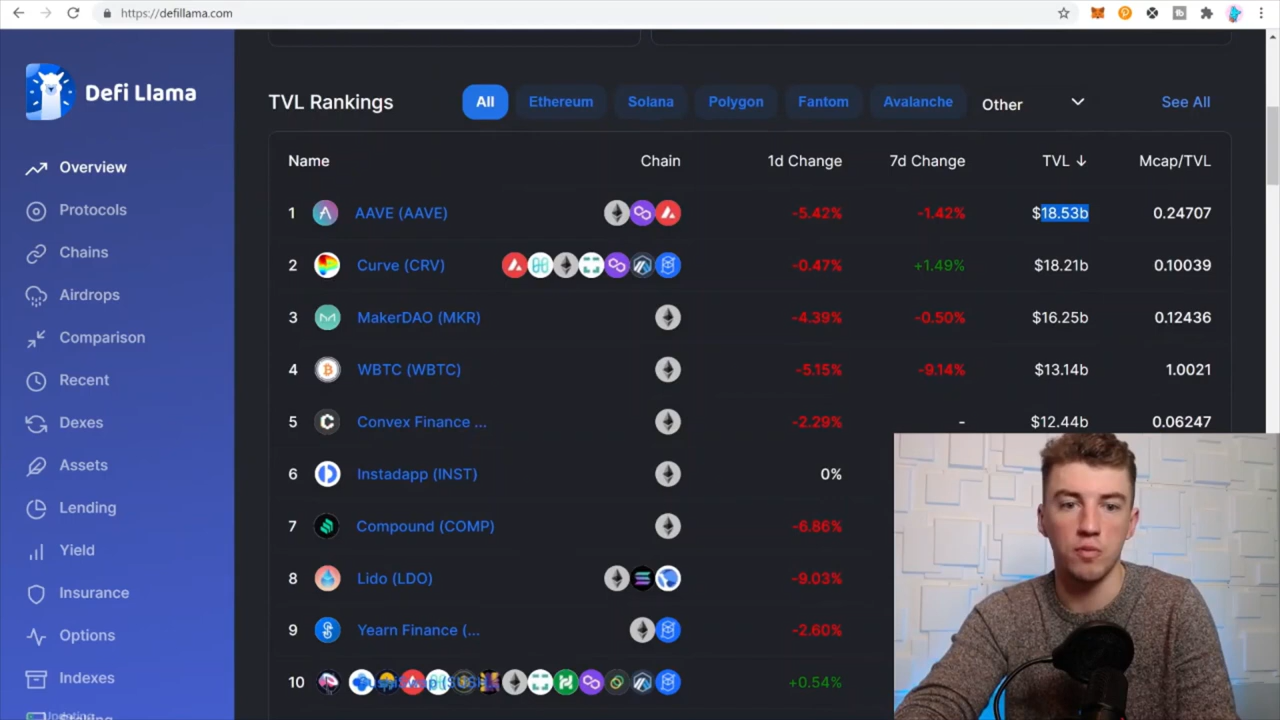 https://defillama.com
Defi Llama
Overview
Protocols
Chains
Airdrops
Comparison
Recent
Dexes
Assets
Lending
Yield
Insurance
Options
Indexes
Updating
TVL Rankings
All Ethereum Solana Polygon Fantom Avalanche Other See All
Name Chain 1d Change 7d Change TVL ↓ Mcap/TVL
1 AAVE (AAVE) -5.42% -1.42% $18.53b 0.24707
2 Curve (CRV) -0.47% +1.49% $18.21b 0.10039
3 MakerDAO (MKR) -4.39% -0.50% $16.25b 0.12436
4 WBTC (WBTC) -5.15% -9.14% $13.14b 1.0021
5 Convex Finance ... -2.29% - $12.44b 0.06247
6 Instadapp (INST) 0%
7 Compound (COMP) -6.86%
8 Lido (LDO) -9.03%
9 Yearn Finance (... -2.60%
10 +0.54%